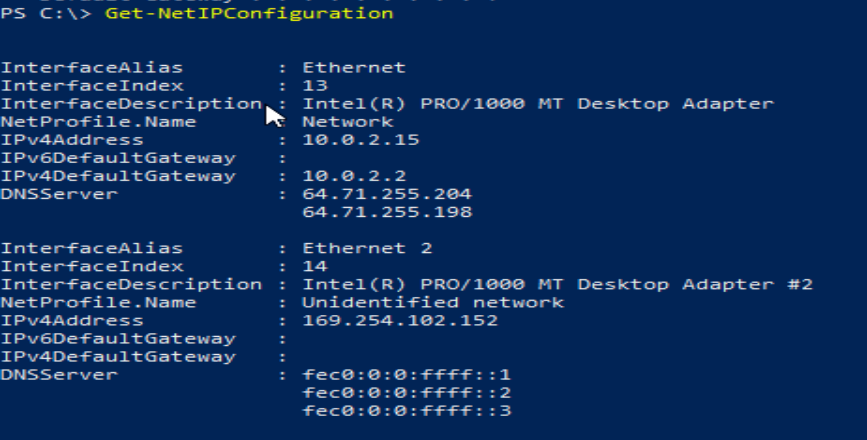 PS C:\> Get-NetIPConfiguration
InterfaceAlias : Ethernet
InterfaceIndex : 13
InterfaceDescription : Intel(R) PRO/1000 MT Desktop Adapter
NetProfile.Name : Network
IPv4Address : 10.0.2.15
IPv6DefaultGateway :
IPv4DefaultGateway : 10.0.2.2
DNSServer : 64.71.255.204
64.71.255.198
InterfaceAlias : Ethernet 2
InterfaceIndex : 14
InterfaceDescription : Intel(R) PRO/1000 MT Desktop Adapter #2
NetProfile.Name : Unidentified network
IPv4Address : 169.254.102.152
IPv6DefaultGateway :
IPv4DefaultGateway :
DNSServer : fec0:0:0:ffff::1
fec0:0:0:ffff::2
fec0:0:0:ffff::3